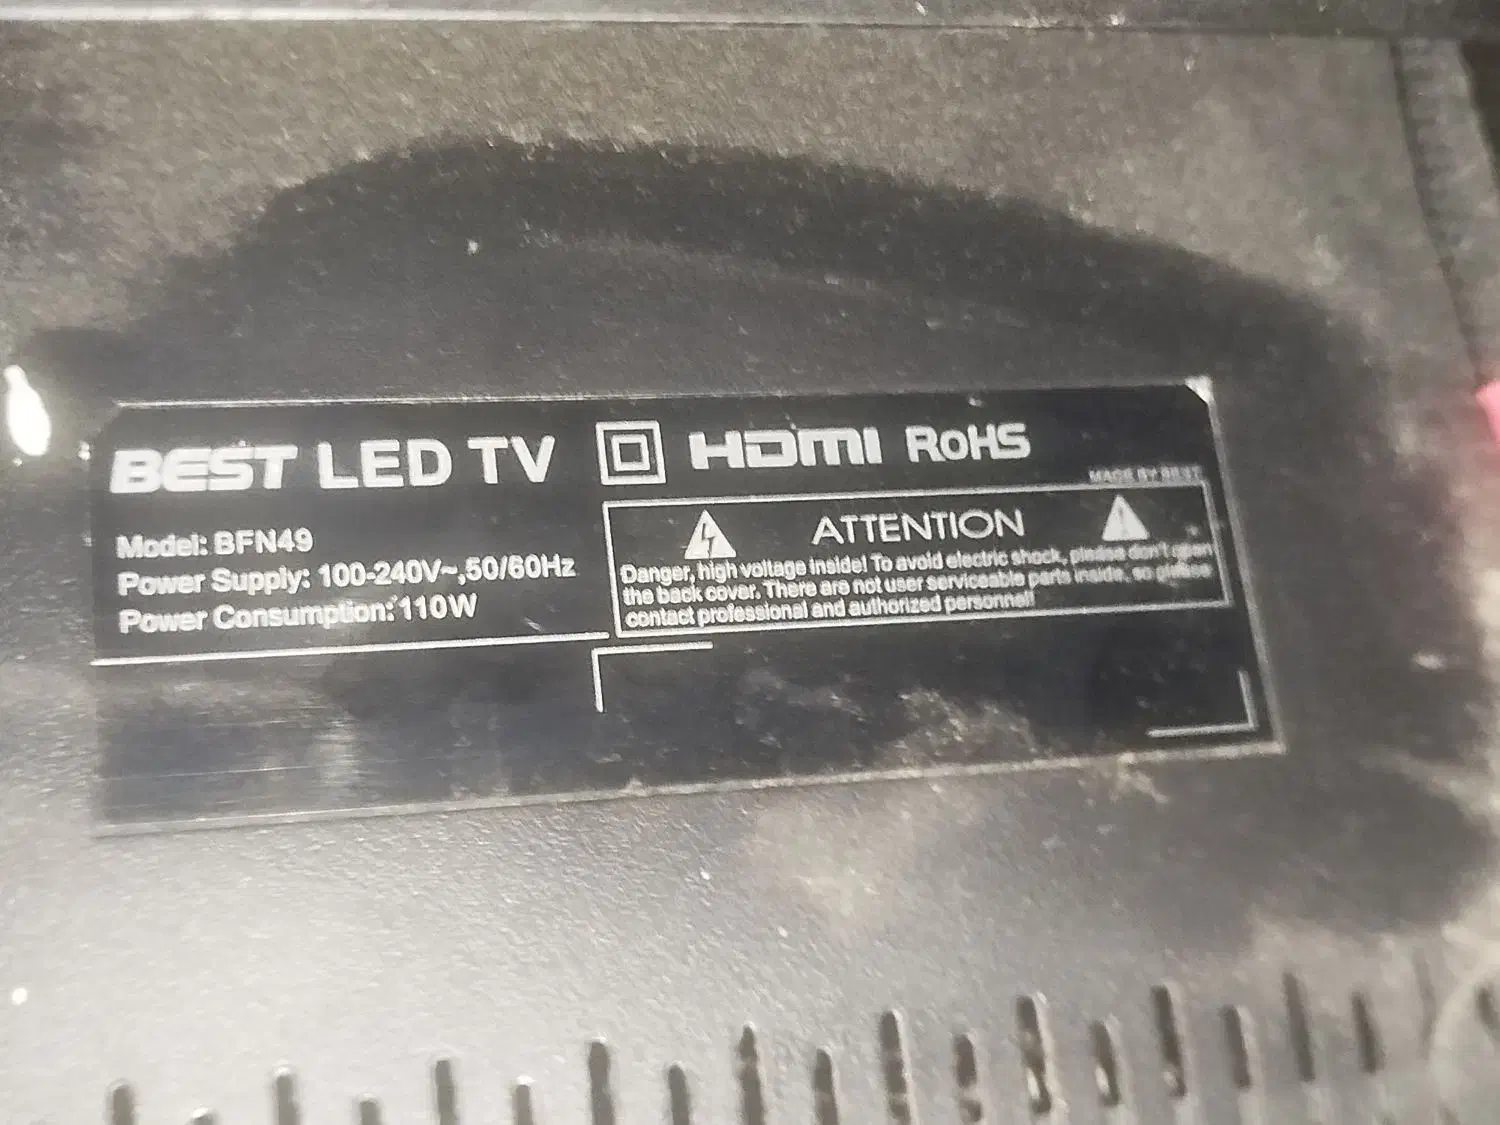 BEST LED TV HDMI RoHS
MADE BY BEST
Model: BFN49
Power Supply: 100-240V~,50/60Hz
Power Consumption: 110W
ATTENTION
Danger, high voltage inside! To avoid electric shock, please don't open
the back cover. There are not user serviceable parts inside, so please
contact professional and authorized personnel!